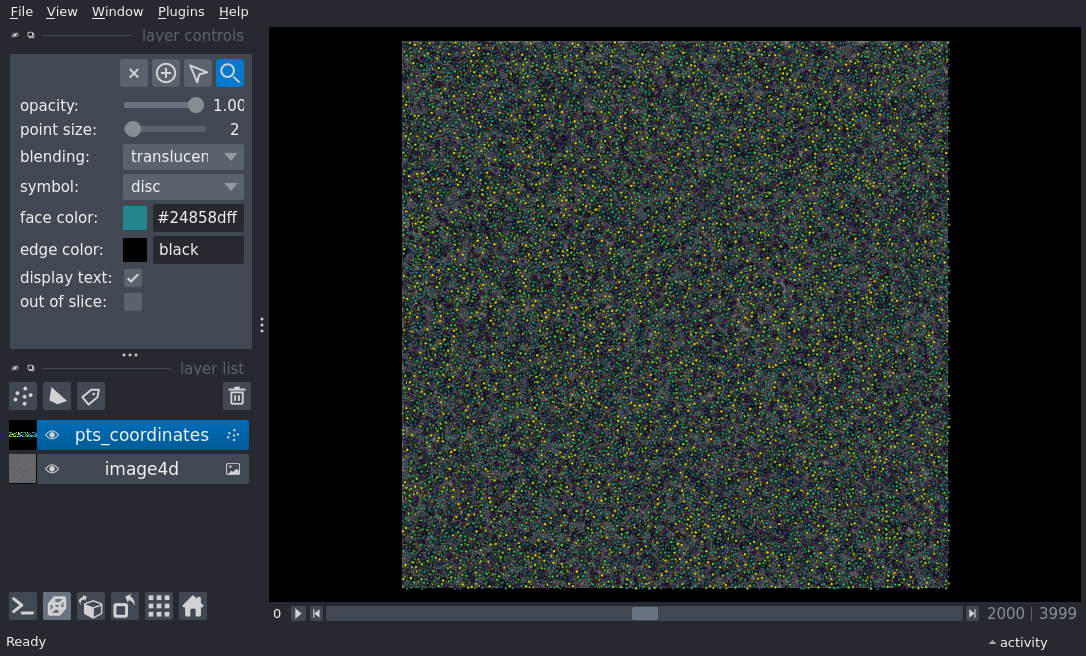 File View Window Plugins Help
layer controls
opacity: 1.00
point size: 2
blending: translucen
symbol: disc
face color: #24858dff
edge color: black
display text:
out of slice:
layer list
pts_coordinates
image4d
0 2000 | 3999
Ready
activity